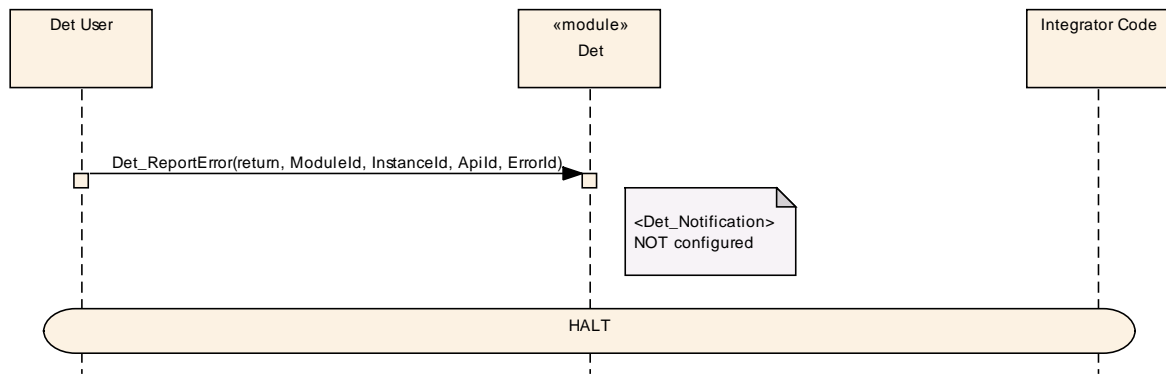 Det User
«module»
Det
Integrator Code
Det_ReportError(return, ModuleId, InstanceId, ApiId, ErrorId)
<Det_Notification>
NOT configured
HALT